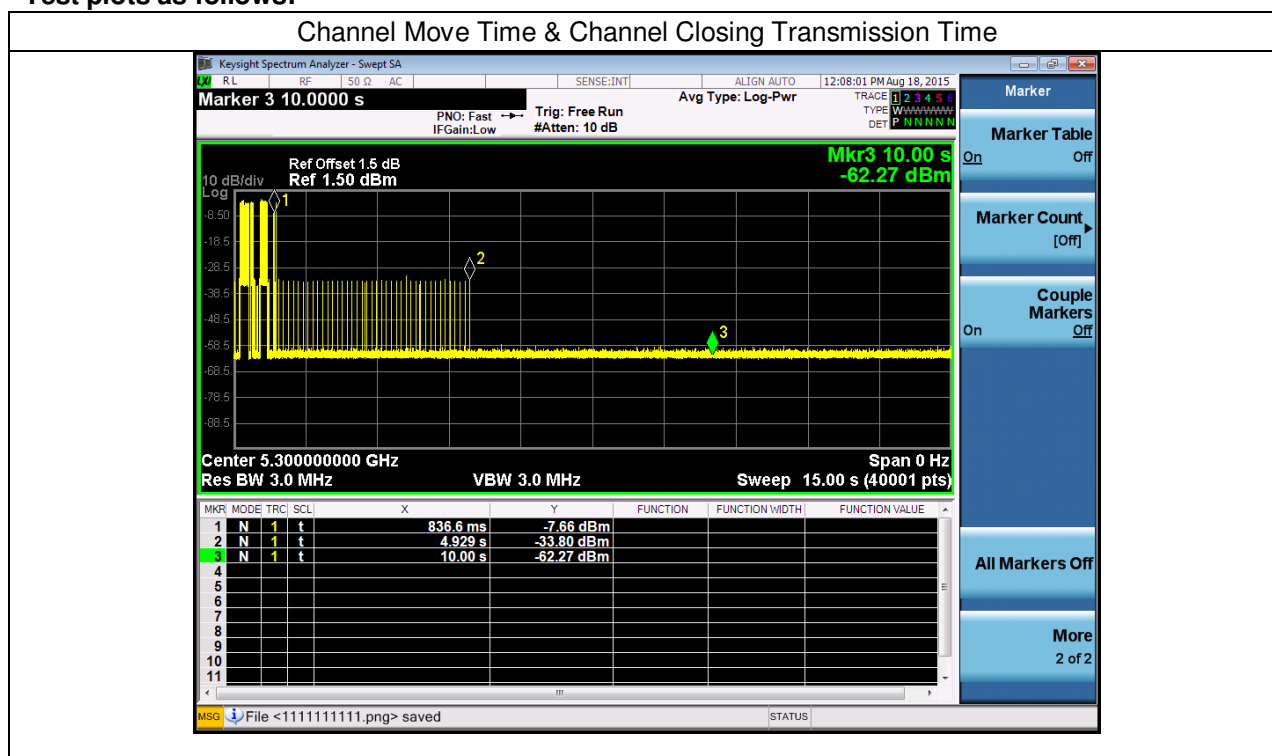 Test plots as follows:
Channel Move Time & Channel Closing Transmission Time
Keysight Spectrum Analyzer - Swept SA
LXI RL RF 50 Ω AC SENSE:INT ALIGN AUTO 12:08:01 PM Aug 18, 2015
Marker 3 10.0000 s
PNO: Fast
IFGain:Low
Trig: Free Run
#Atten: 10 dB
Avg Type: Log-Pwr
TRACE 1 2 3 4 5 6
TYPE WWWWWW
DET P N N N N N
Ref Offset 1.5 dB
10 dB/div Ref 1.50 dBm
Log
Mkr3 10.00 s
-62.27 dBm
1
2
3
-8.50
-18.5
-28.5
-38.5
-48.5
-58.5
-68.5
-78.5
-88.5
Center 5.300000000 GHz Span 0 Hz
Res BW 3.0 MHz VBW 3.0 MHz Sweep 15.00 s (40001 pts)
MKR MODE TRC SCL X Y FUNCTION FUNCTION WIDTH FUNCTION VALUE
1 N 1 t 836.6 ms -7.66 dBm
2 N 1 t 4.929 s -33.80 dBm
3 N 1 t 10.00 s -62.27 dBm
4
5
6
7
8
9
10
11
MSG File <1111111111.png> saved STATUS
Marker
Marker Table
On Off
Marker Count
[Off]
Couple
Markers
On Off
All Markers Off
More
2 of 2